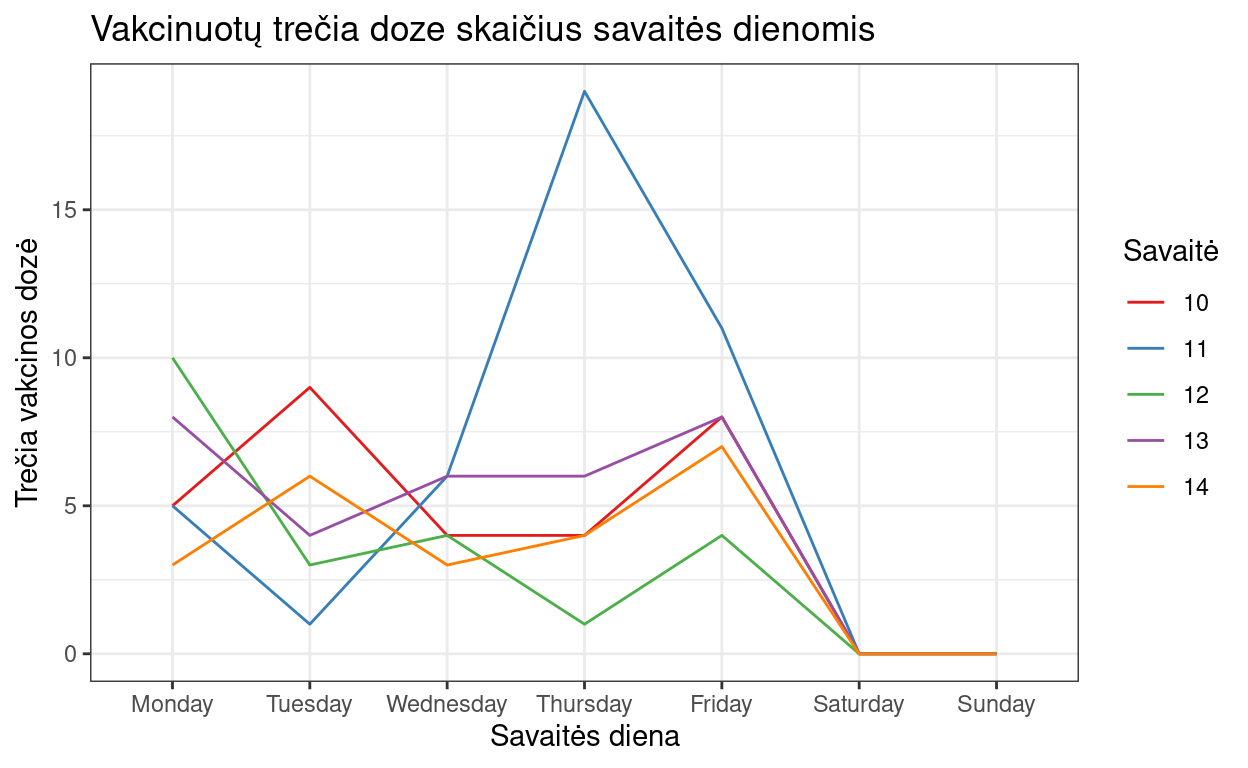 Vakcinuotų trečia doze skaičius savaitės dienomis
Trečia vakcinos dozė
15
10
5
0
Monday Tuesday Wednesday Thursday Friday Saturday Sunday
Savaitės diena
Savaitė
10
11
12
13
14